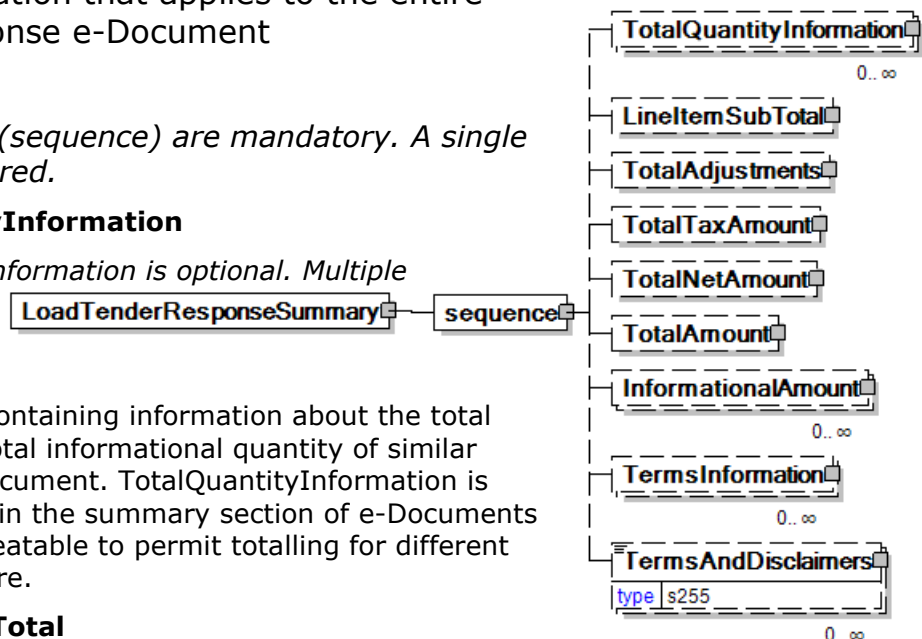 ation that applies to the entire
onse e-Document
(sequence) are mandatory. A single
red.
yInformation
nformation is optional. Multiple
ontaining information about the total
otal informational quantity of similar
cument. TotalQuantityInformation is
in the summary section of e-Documents
eatable to permit totalling for different
re.
Total
LoadTenderResponseSummary
sequence
TotalQuantityInformation
0.. ∞
LineItemSubTotal
TotalAdjustments
TotalTaxAmount
TotalNetAmount
TotalAmount
InformationalAmount
0.. ∞
TermsInformation
0.. ∞
TermsAndDisclaimers
type s255
0.. ∞